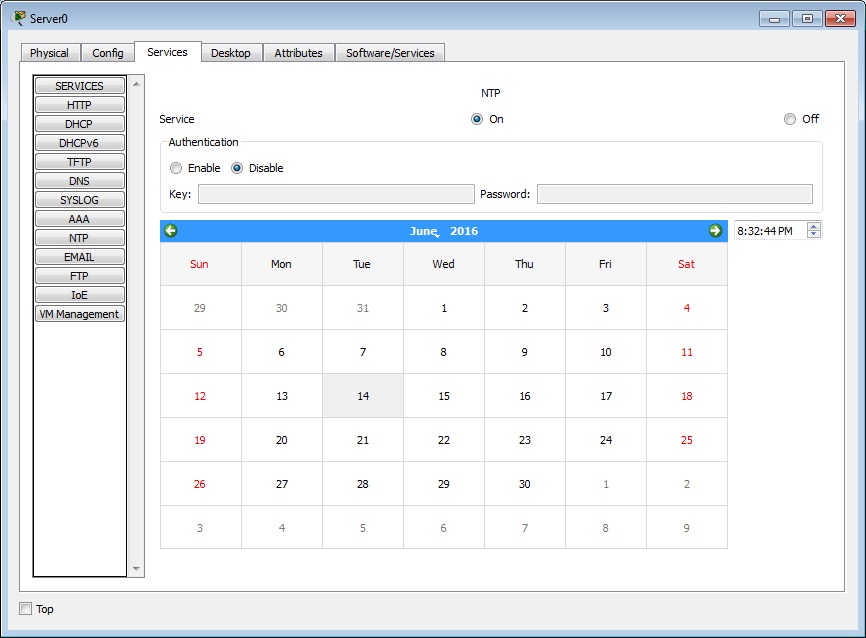 Server0
Physical Config Services Desktop Attributes Software/Services
SERVICES
HTTP
DHCP
DHCPv6
TFTP
DNS
SYSLOG
AAA
NTP
EMAIL
FTP
IoE
VM Management
NTP
Service On Off
Authentication
Enable Disable
Key: Password:
June, 2016 8:32:44 PM
Sun Mon Tue Wed Thu Fri Sat
29 30 31 1 2 3 4
5 6 7 8 9 10 11
12 13 14 15 16 17 18
19 20 21 22 23 24 25
26 27 28 29 30 1 2
3 4 5 6 7 8 9
Top